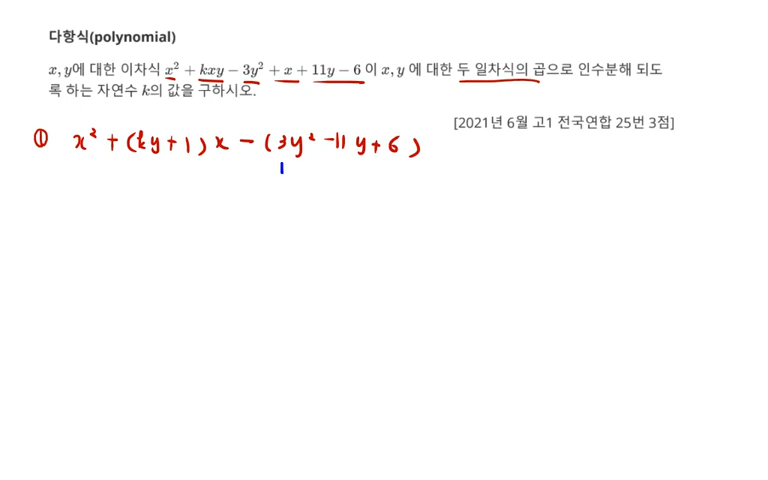 다항식(polynomial)
x, y에 대한 이차식 x² + kxy − 3y² + x + 11y − 6 이 x, y 에 대한 두 일차식의 곱으로 인수분해 되도
록 하는 자연수 k의 값을 구하시오.
[2021년 6월 고1 전국연합 25번 3점]
① x² + (ky+1)x − (3y² −11y+6)